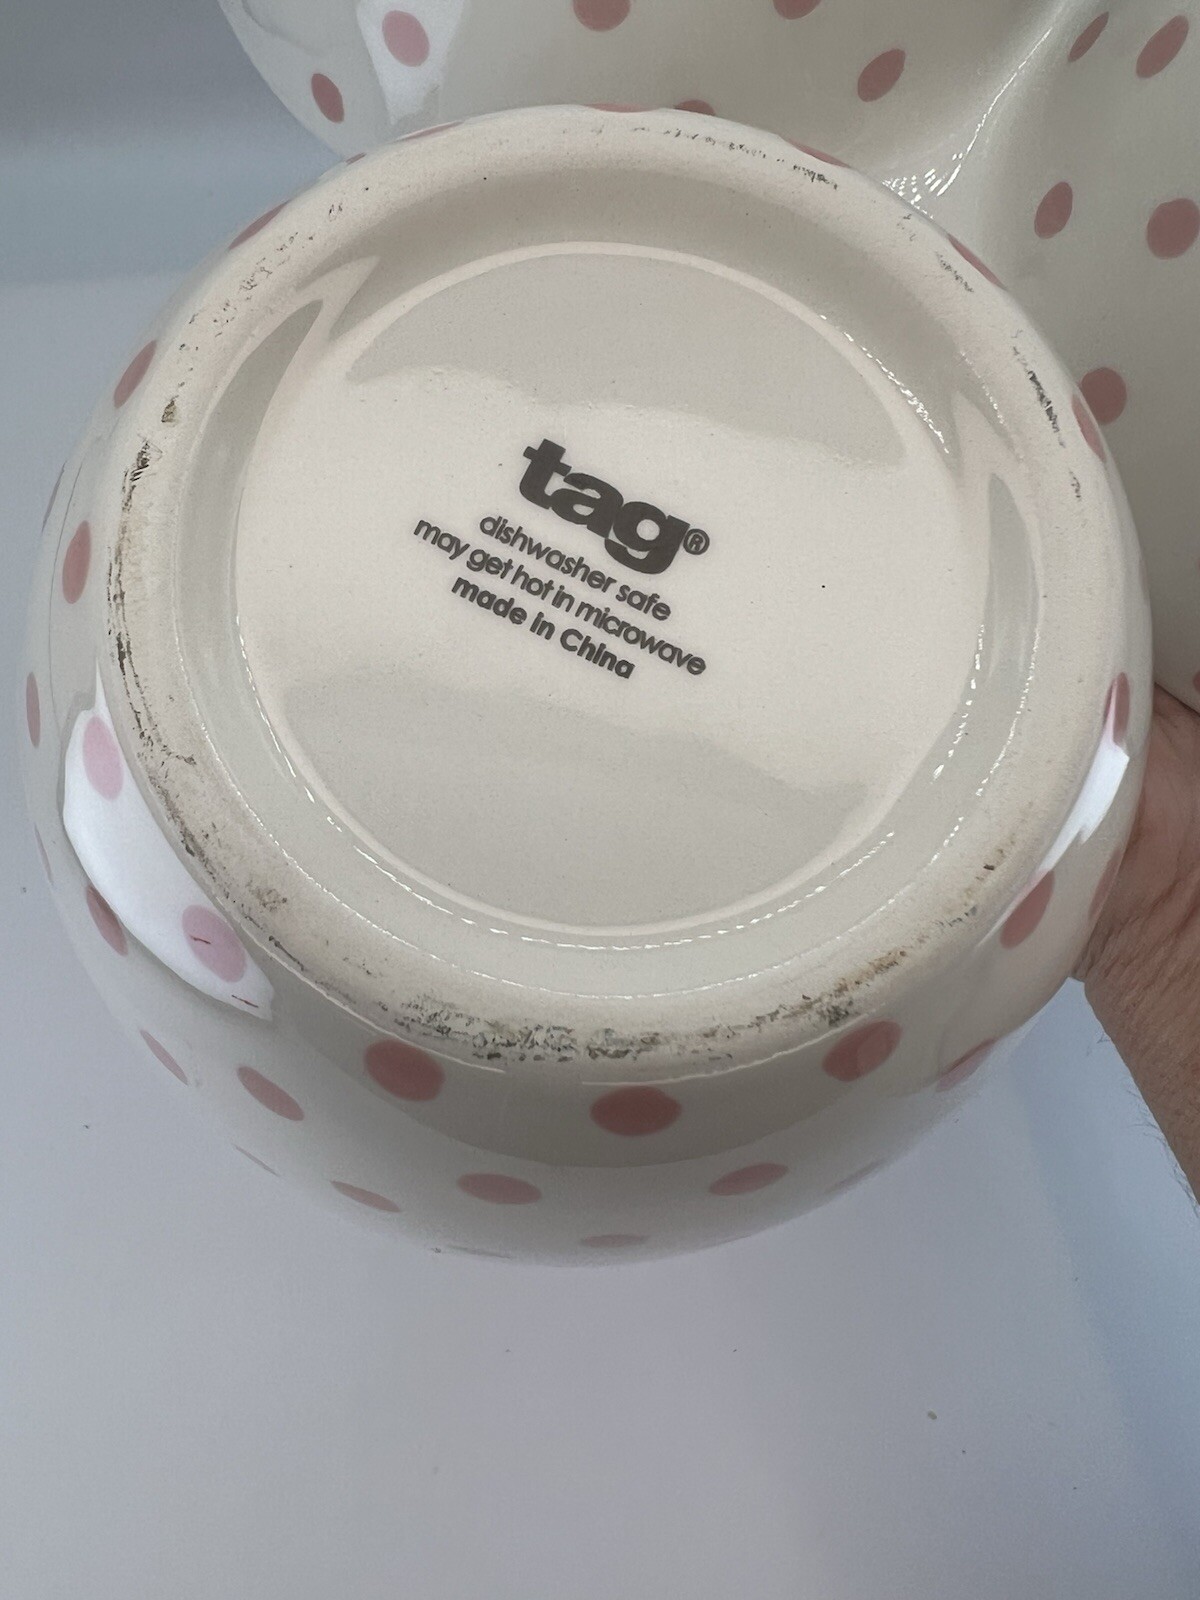 tag®
dishwasher safe
may get hot in microwave
made in China